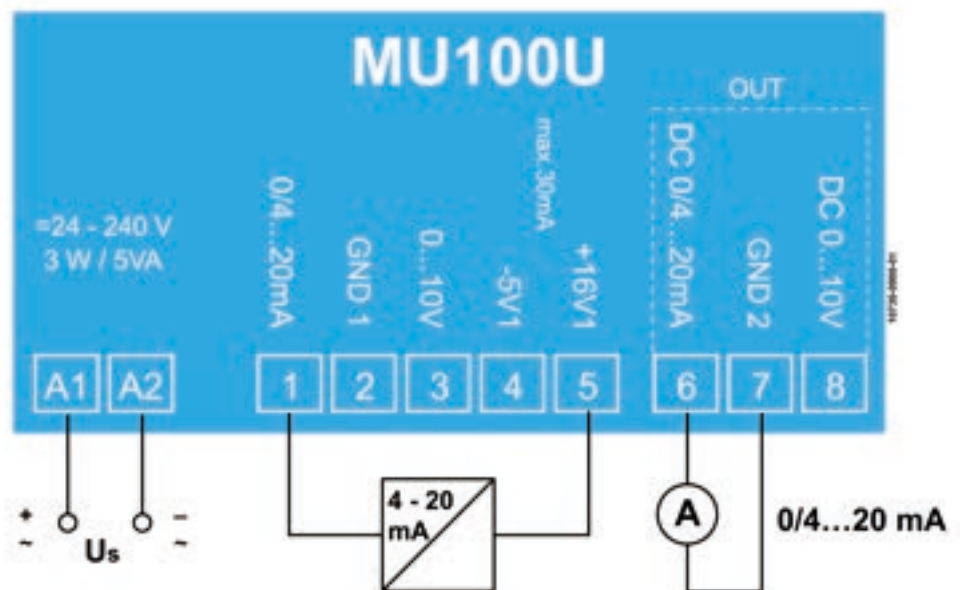 MU100U
OUT
=24 - 240 V
3 W / 5VA
0/4...20mA
GND 1
0...10V
-5V1
max.30mA
+16V1
DC 0/4...20mA
GND 2
DC 0...10V
A1 A2 1 2 3 4 5 6 7 8
+ ~ Us – ~
4 - 20
mA
A
0/4...20 mA